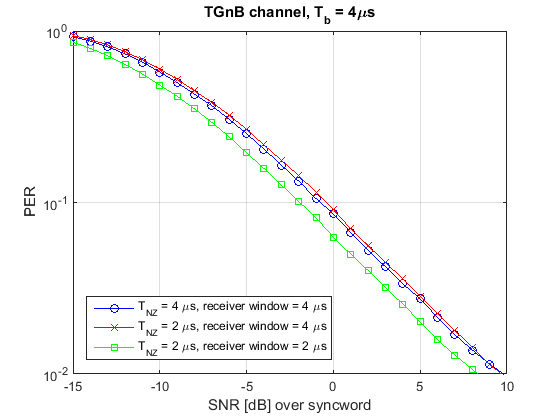 TGnB channel, T_b = 4μs
10^0
10^-1
10^-2
PER
T_NZ = 4 μs, receiver window = 4 μs
T_NZ = 2 μs, receiver window = 4 μs
T_NZ = 2 μs, receiver window = 2 μs
-15 -10 -5 0 5 10
SNR [dB] over syncword